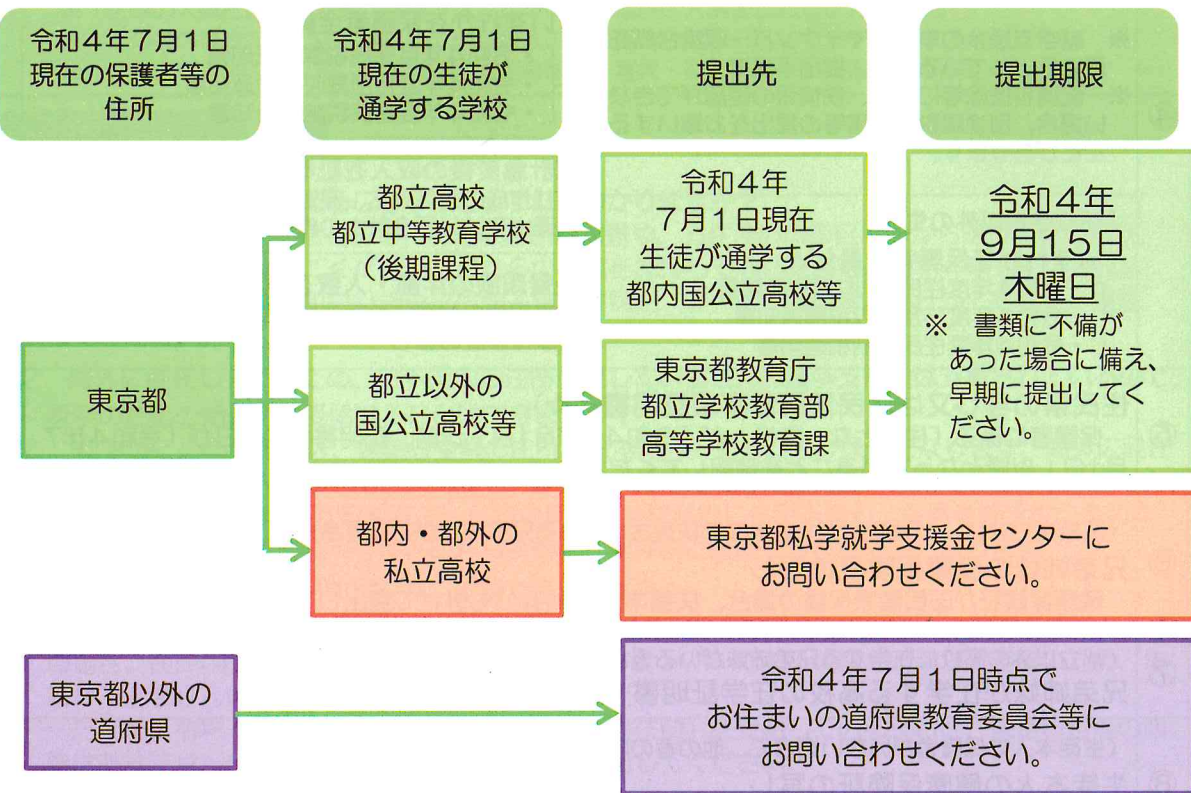 令和４年７月１日
現在の保護者等の
住所
令和４年７月１日
現在の生徒が
通学する学校
提出先
提出期限
東京都
都立高校
都立中等教育学校
（後期課程）
令和４年
７月１日現在
生徒が通学する
都内国公立高校等
令和４年
９月15日
木曜日
※　書類に不備が
あった場合に備え、
早期に提出してく
ださい。
都立以外の
国公立高校等
東京都教育庁
都立学校教育部
高等学校教育課
都内・都外の
私立高校
東京都私学就学支援金センターに
お問い合わせください。
東京都以外の
道府県
令和４年７月１日時点で
お住まいの道府県教育委員会等に
お問い合わせください。